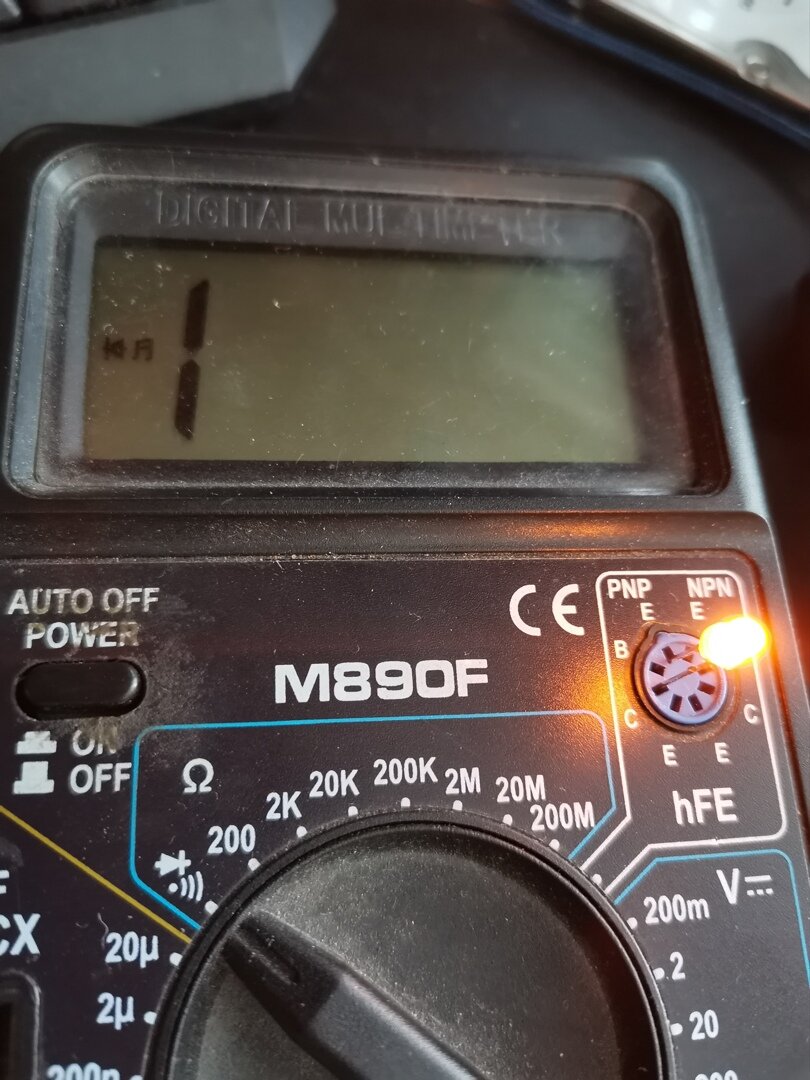 DIGITAL MULTIMETER
1
AUTO OFF
POWER
ON
OFF
M890F
CE
PNP NPN
E E
B
C C
E E
hFE
Ω
200
2K
20K
200K
2M
20M
200M
20µ
2µ
CX
V
200m
2
20